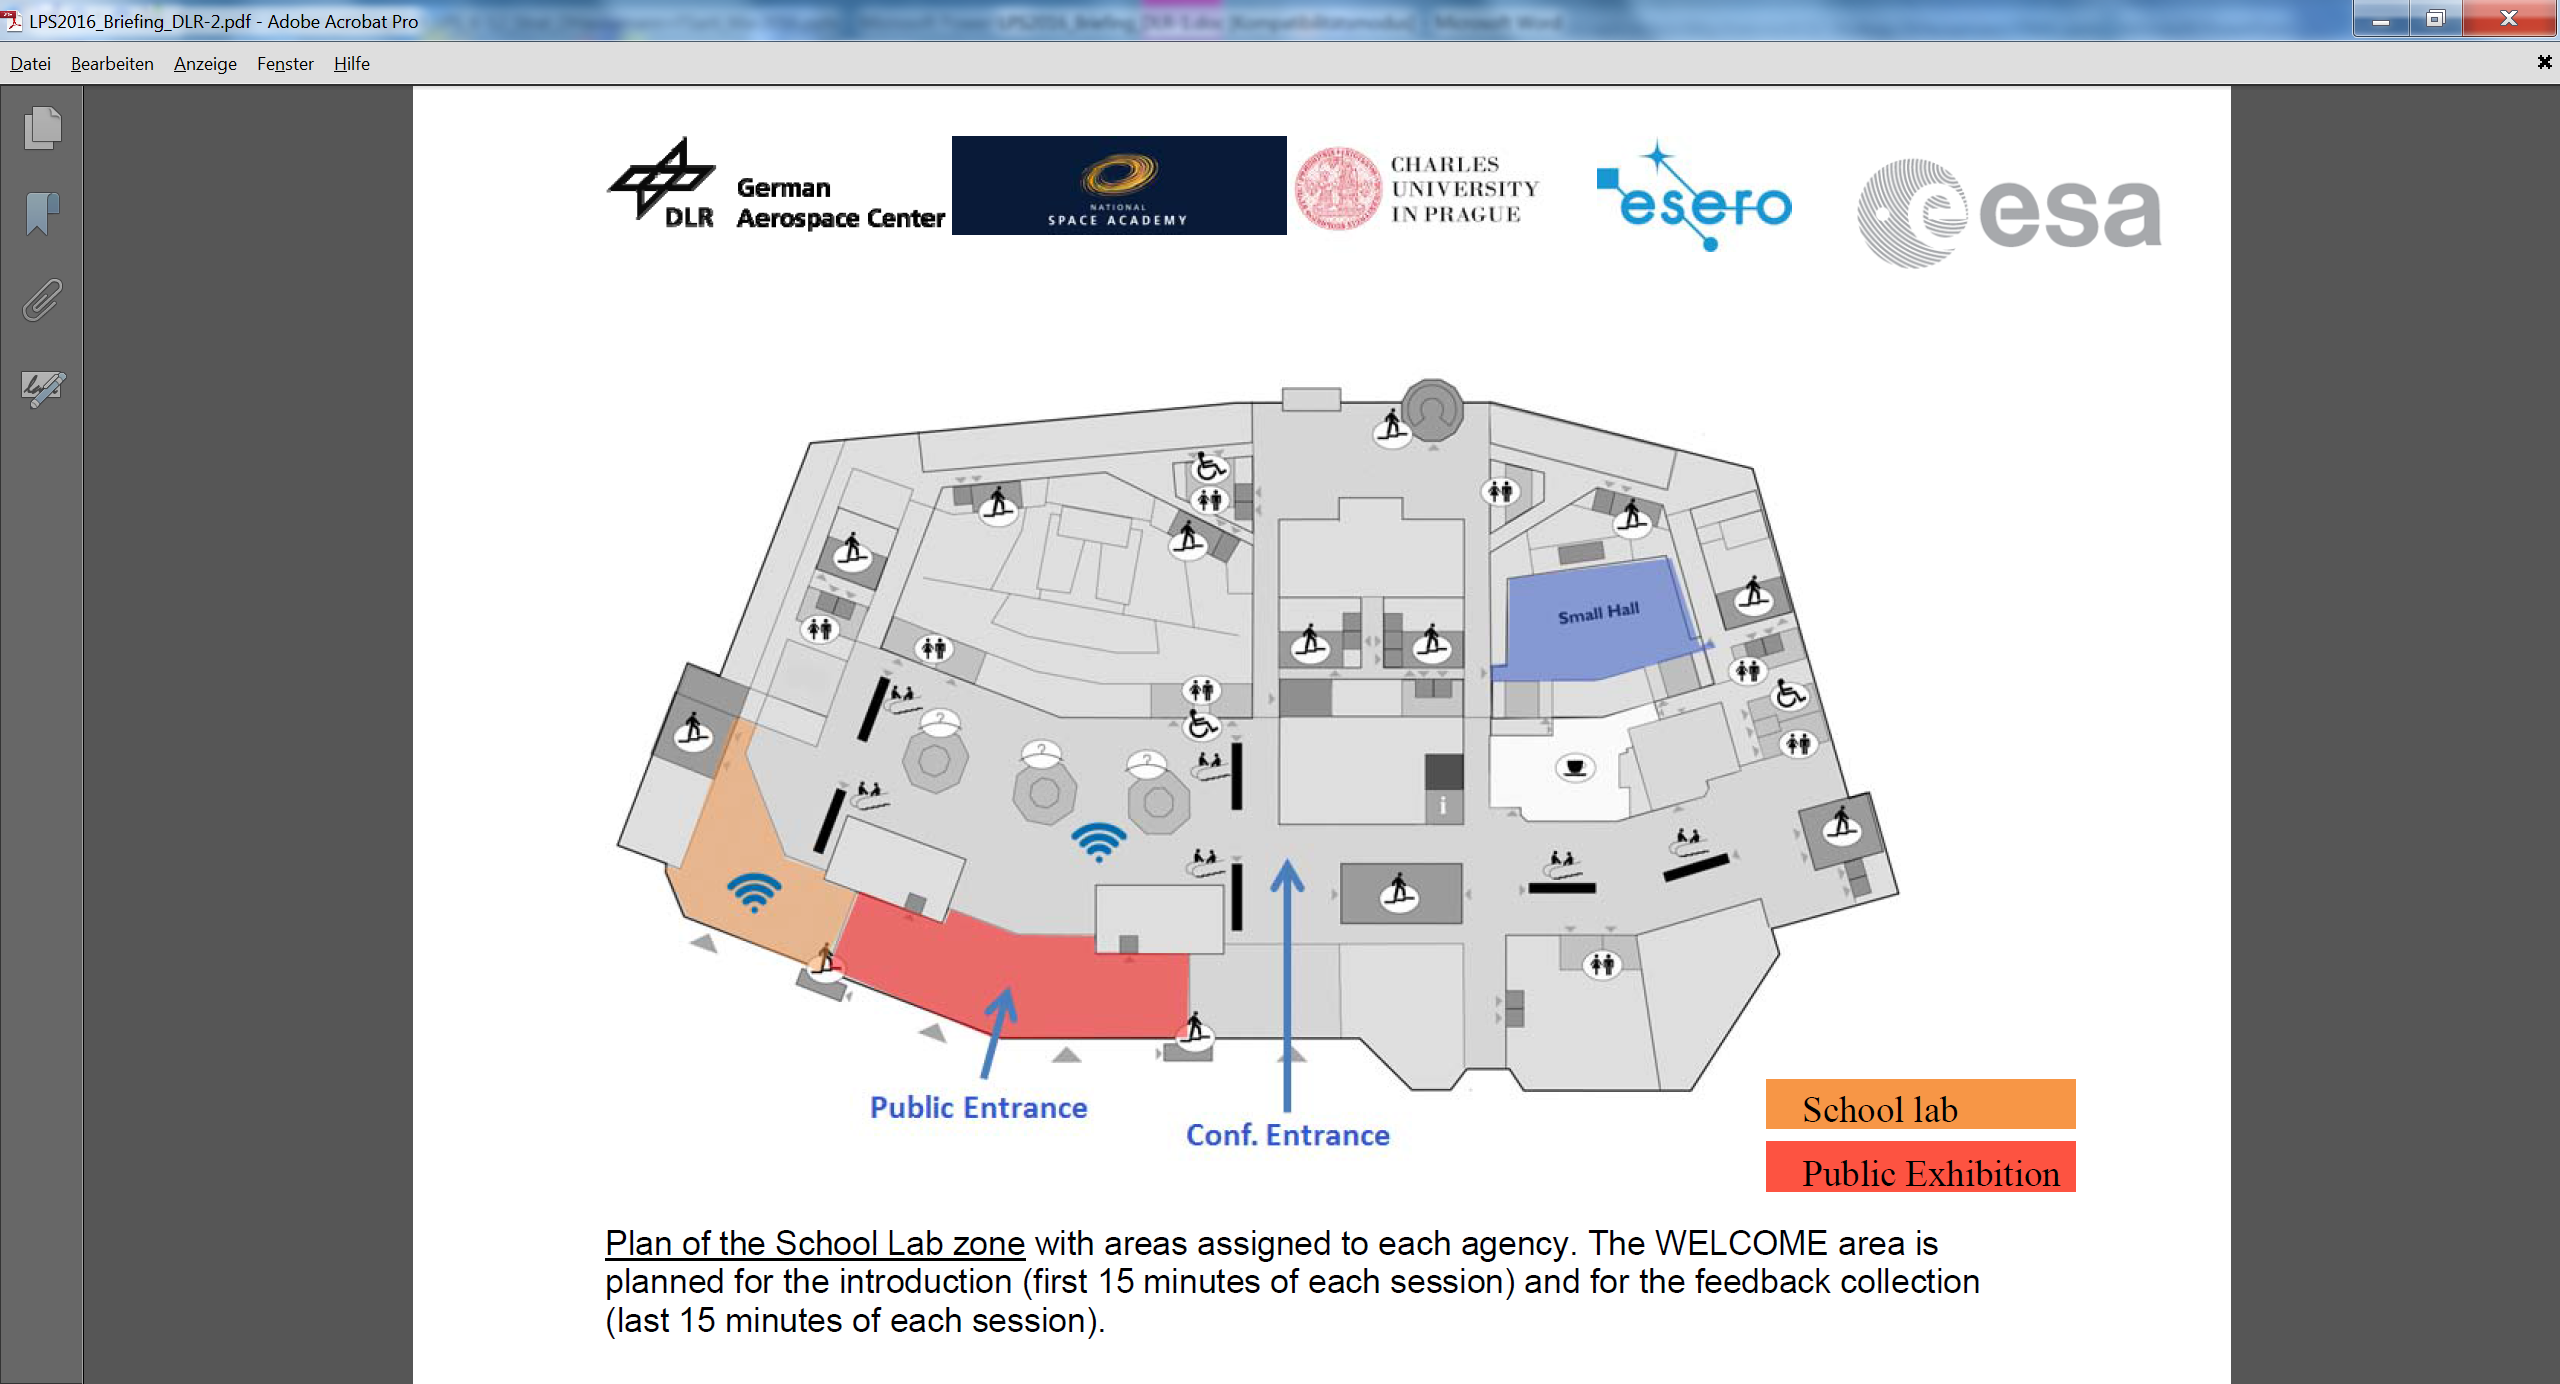 LPS2016_Briefing_DLR-2.pdf - Adobe Acrobat Pro
Datei Bearbeiten Anzeige Fenster Hilfe
DLR
German
Aerospace Center
NATIONAL
SPACE ACADEMY
CHARLES
UNIVERSITY
IN PRAGUE
esero
esa
Small Hall
?
?
?
i
Public Entrance
Conf. Entrance
School lab
Public Exhibition
Plan of the School Lab zone with areas assigned to each agency. The WELCOME area is
planned for the introduction (first 15 minutes of each session) and for the feedback collection
(last 15 minutes of each session).